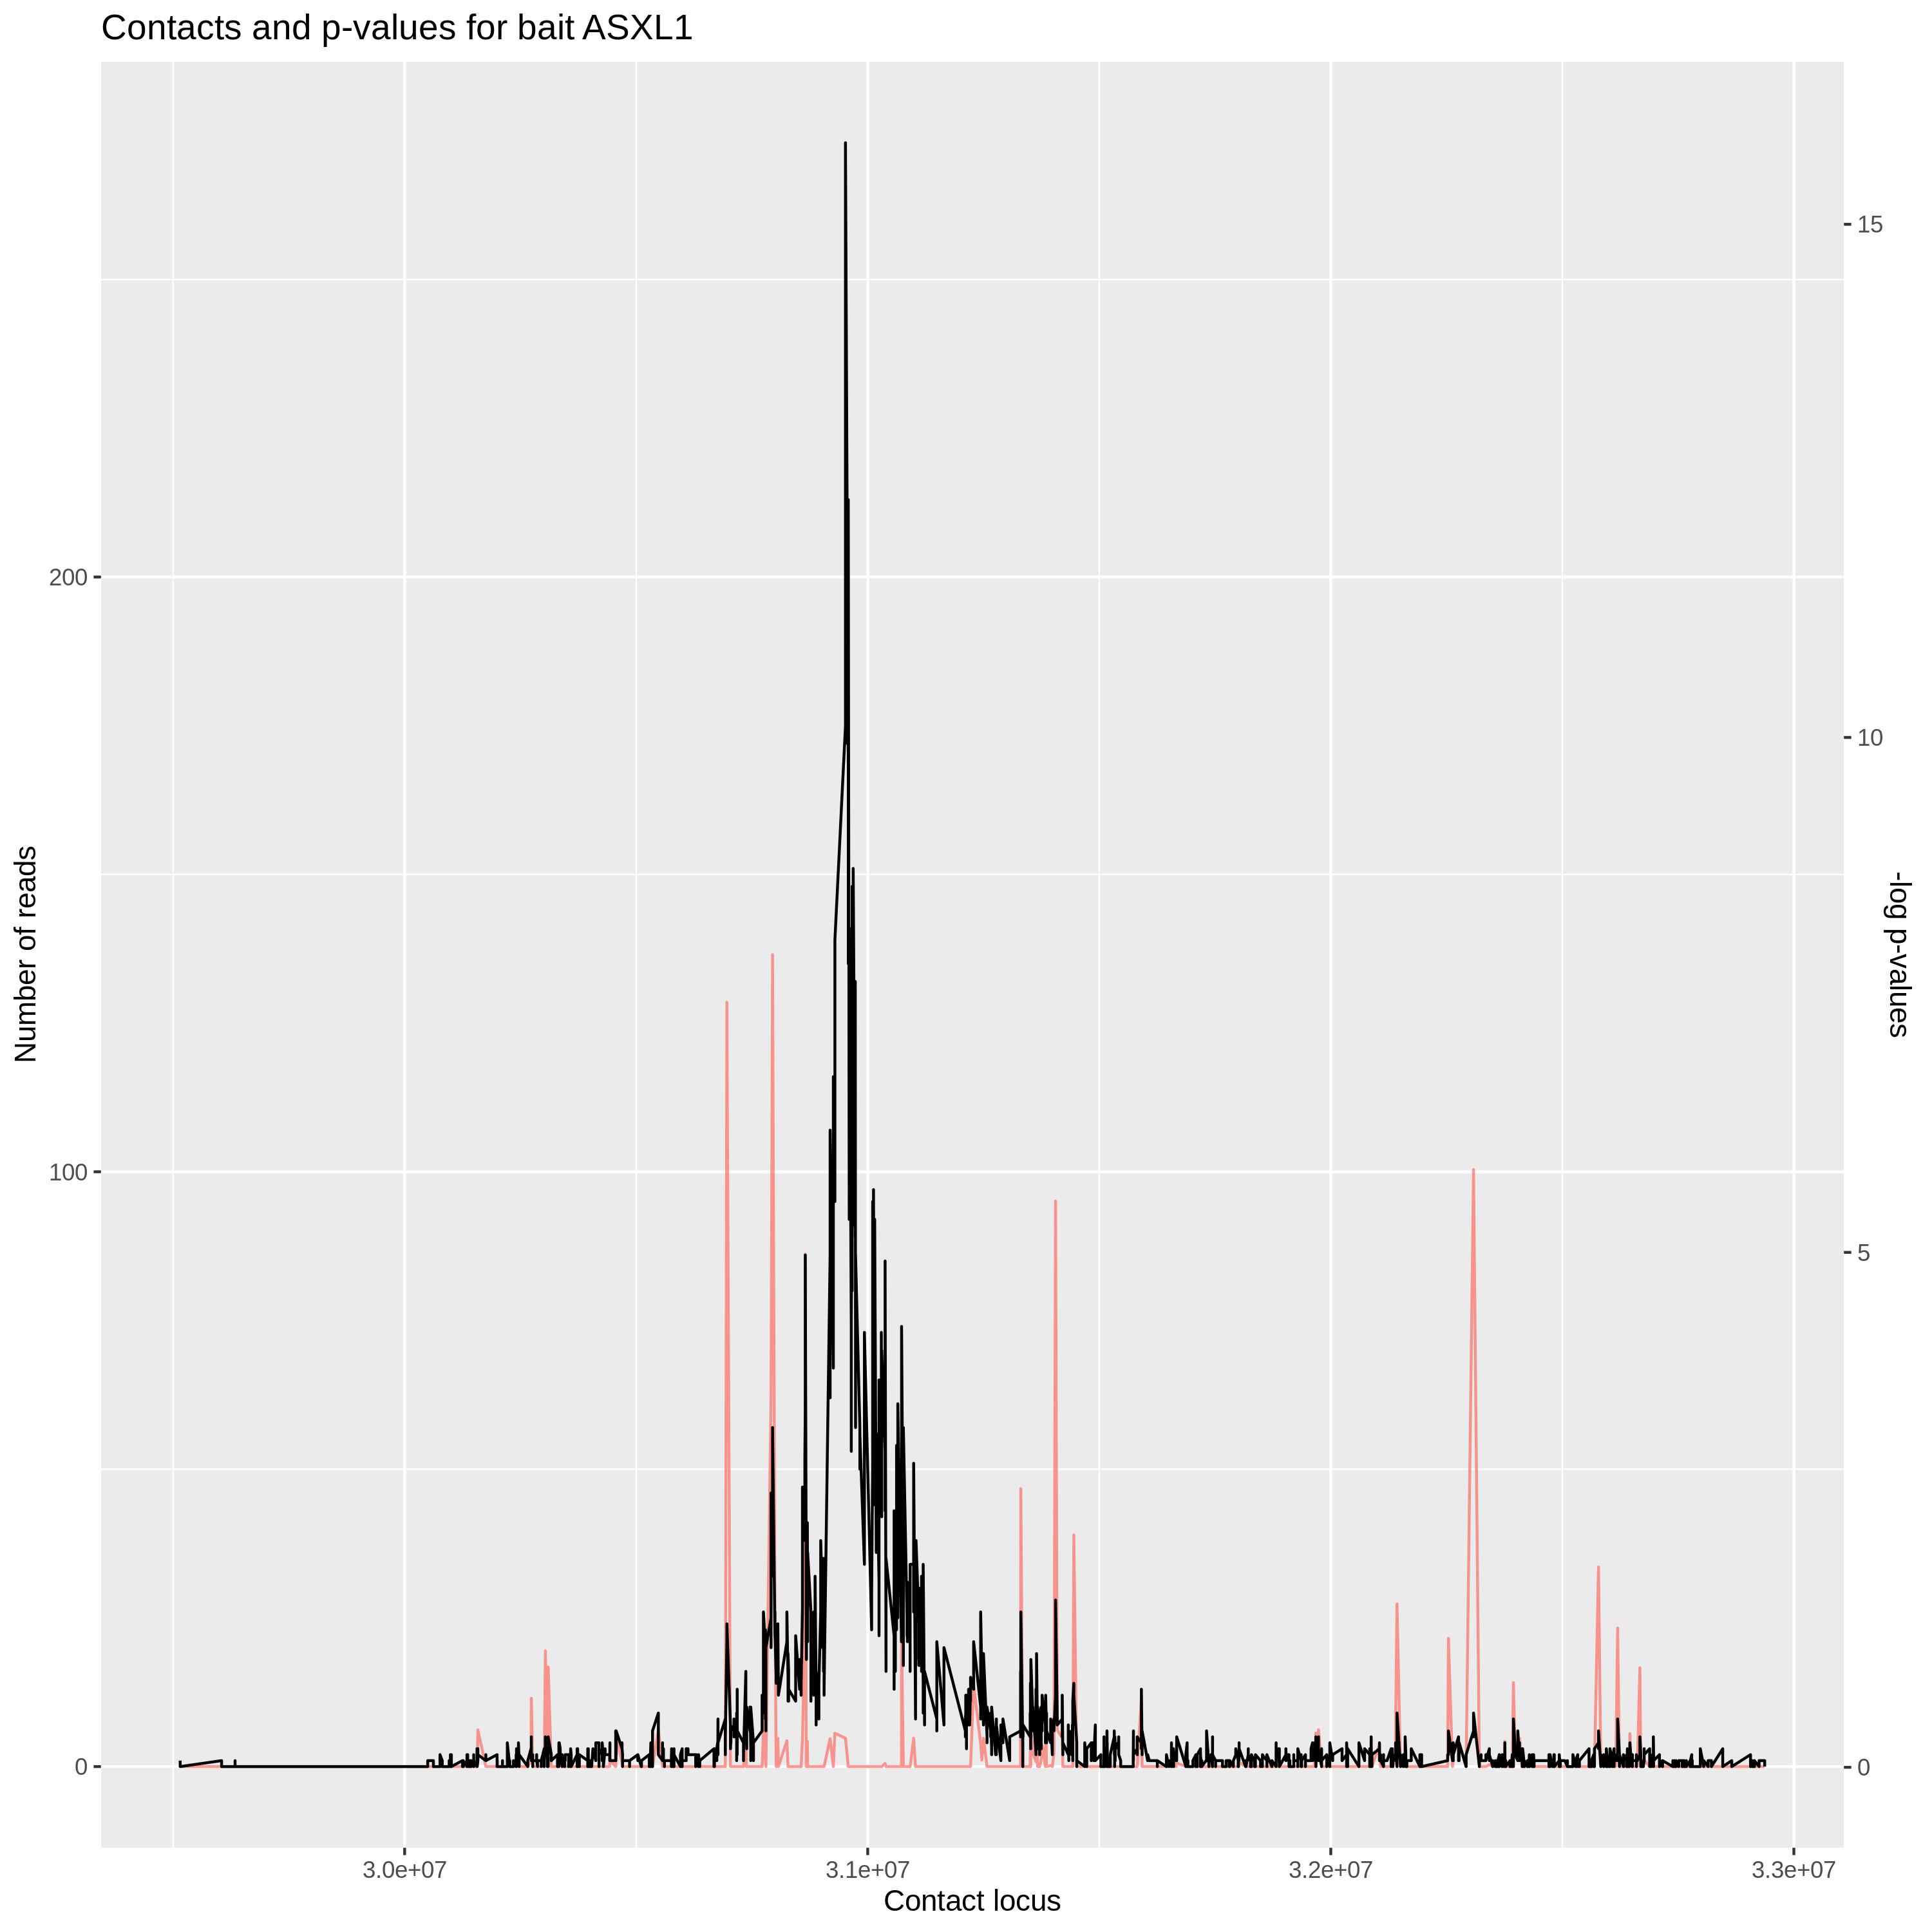 Contacts and p-values for bait ASXL1
Number of reads
200
100
0
15
10
5
0
-log p-values
3.0e+07
3.1e+07
3.2e+07
3.3e+07
Contact locus